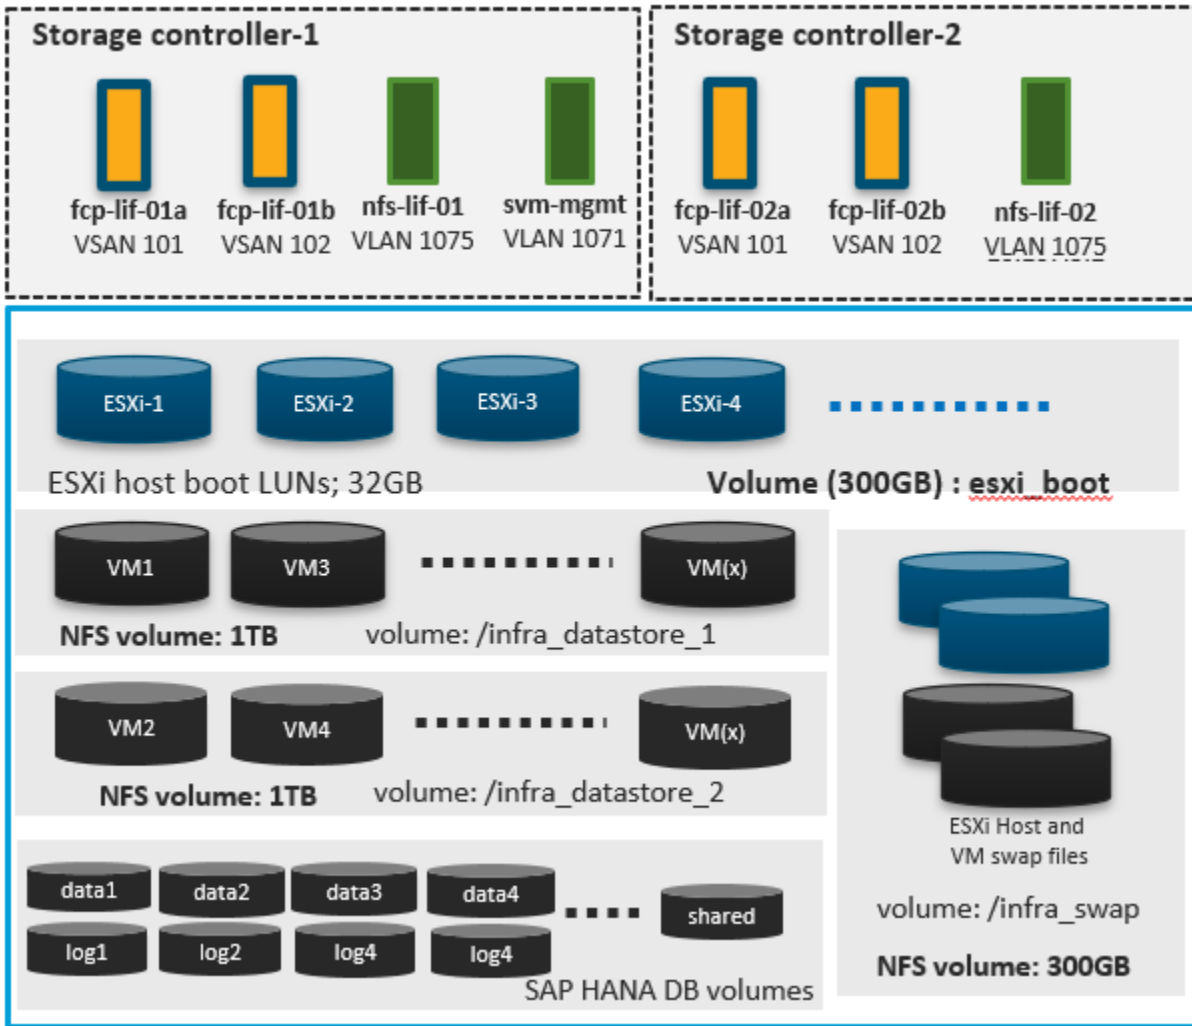 Storage controller-1
fcp-lif-01a
VSAN 101
fcp-lif-01b
VSAN 102
nfs-lif-01
VLAN 1075
svm-mgmt
VLAN 1071
Storage controller-2
fcp-lif-02a
VSAN 101
fcp-lif-02b
VSAN 102
nfs-lif-02
VLAN 1075
ESXi-1
ESXi-2
ESXi-3
ESXi-4
ESXi host boot LUNs; 32GB
Volume (300GB) : esxi_boot
VM1
VM3
VM(x)
NFS volume: 1TB
volume: /infra_datastore_1
VM2
VM4
VM(x)
NFS volume: 1TB
volume: /infra_datastore_2
data1
data2
data3
data4
log1
log2
log4
log4
shared
SAP HANA DB volumes
ESXi Host and
VM swap files
volume: /infra_swap
NFS volume: 300GB